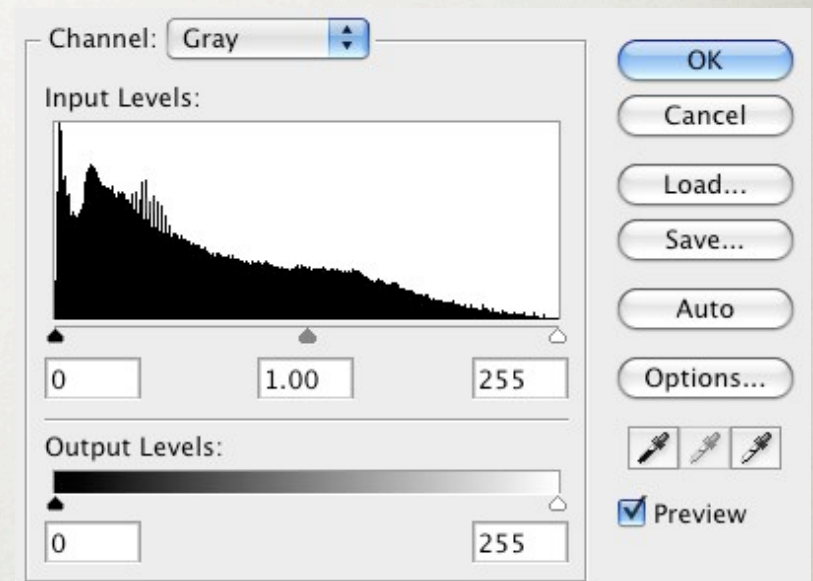 Channel: Gray
Input Levels:
0 1.00 255
Output Levels:
0 255
OK
Cancel
Load...
Save...
Auto
Options...
Preview